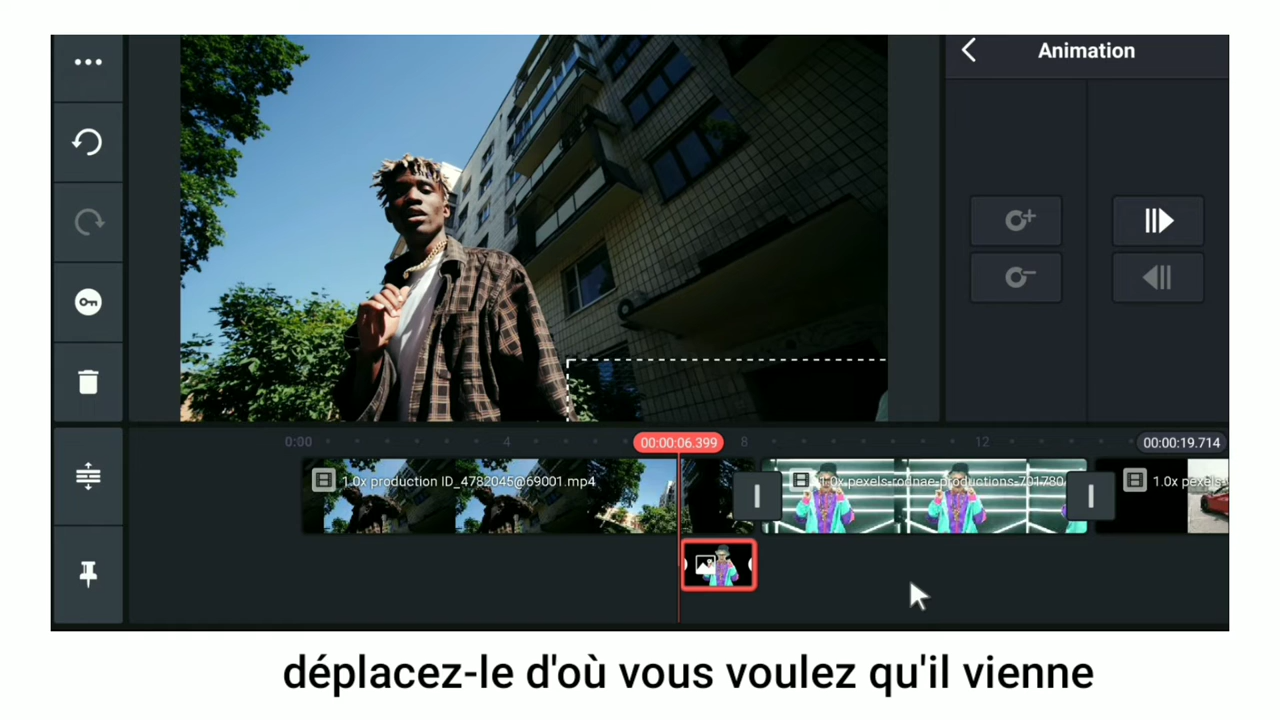 Animation
0:00
4
00:00:06.399
8
12
00:00:19.714
1.0x production ID_4782045@69001.mp4
1.0x pexels-rodnae-productions-701780
1.0x pexels-
déplacez-le d'où vous voulez qu'il vienne